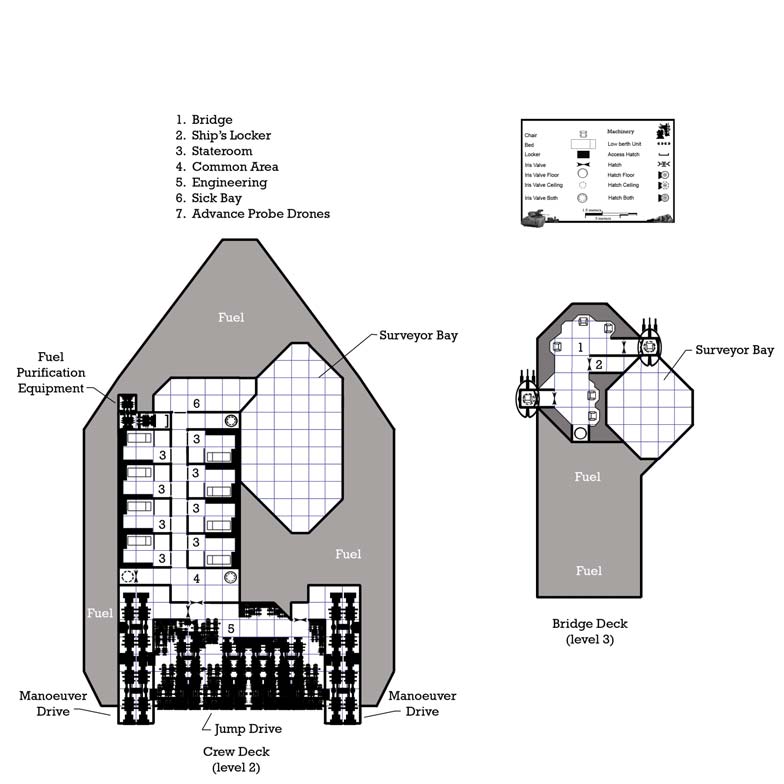 1. Bridge
2. Ship's Locker
3. Stateroom
4. Common Area
5. Engineering
6. Sick Bay
7. Advance Probe Drones
Chair
Bed
Locker
Iris Valve
Iris Valve Floor
Iris Valve Ceiling
Iris Valve Both
Machinery
Low berth Unit
Access Hatch
Hatch
Hatch Floor
Hatch Ceiling
Hatch Both
1.5 meters
3 meters
Fuel
Surveyor Bay
Fuel
Purification
Equipment
6
3
3
3
3
3
3
3
3
4
5
Fuel
Fuel
Manoeuver
Drive
Manoeuver
Drive
Jump Drive
Crew Deck
(level 2)
1
2
Surveyor Bay
Fuel
Fuel
Bridge Deck
(level 3)